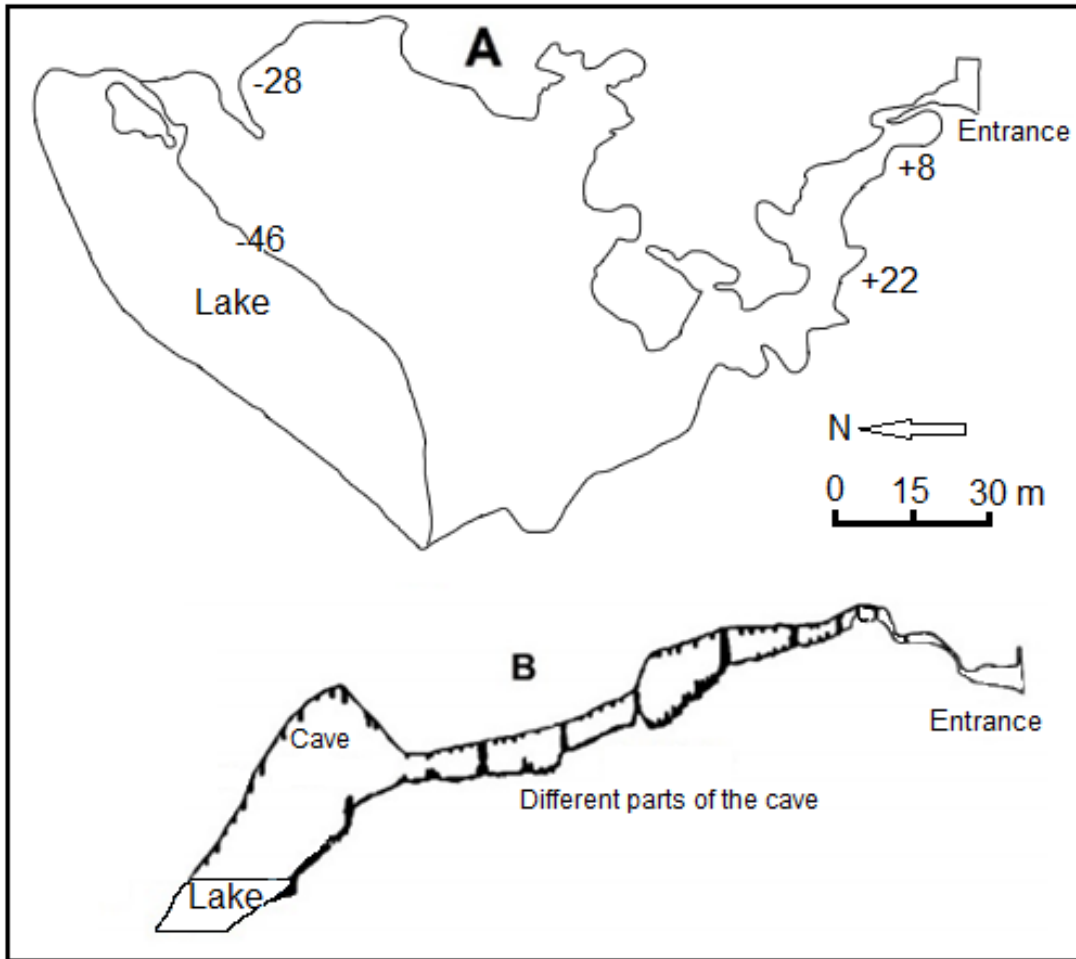 A
-28
Entrance
+8
-46
+22
Lake
N
0 15 30 m
B
Entrance
Cave
Different parts of the cave
Lake